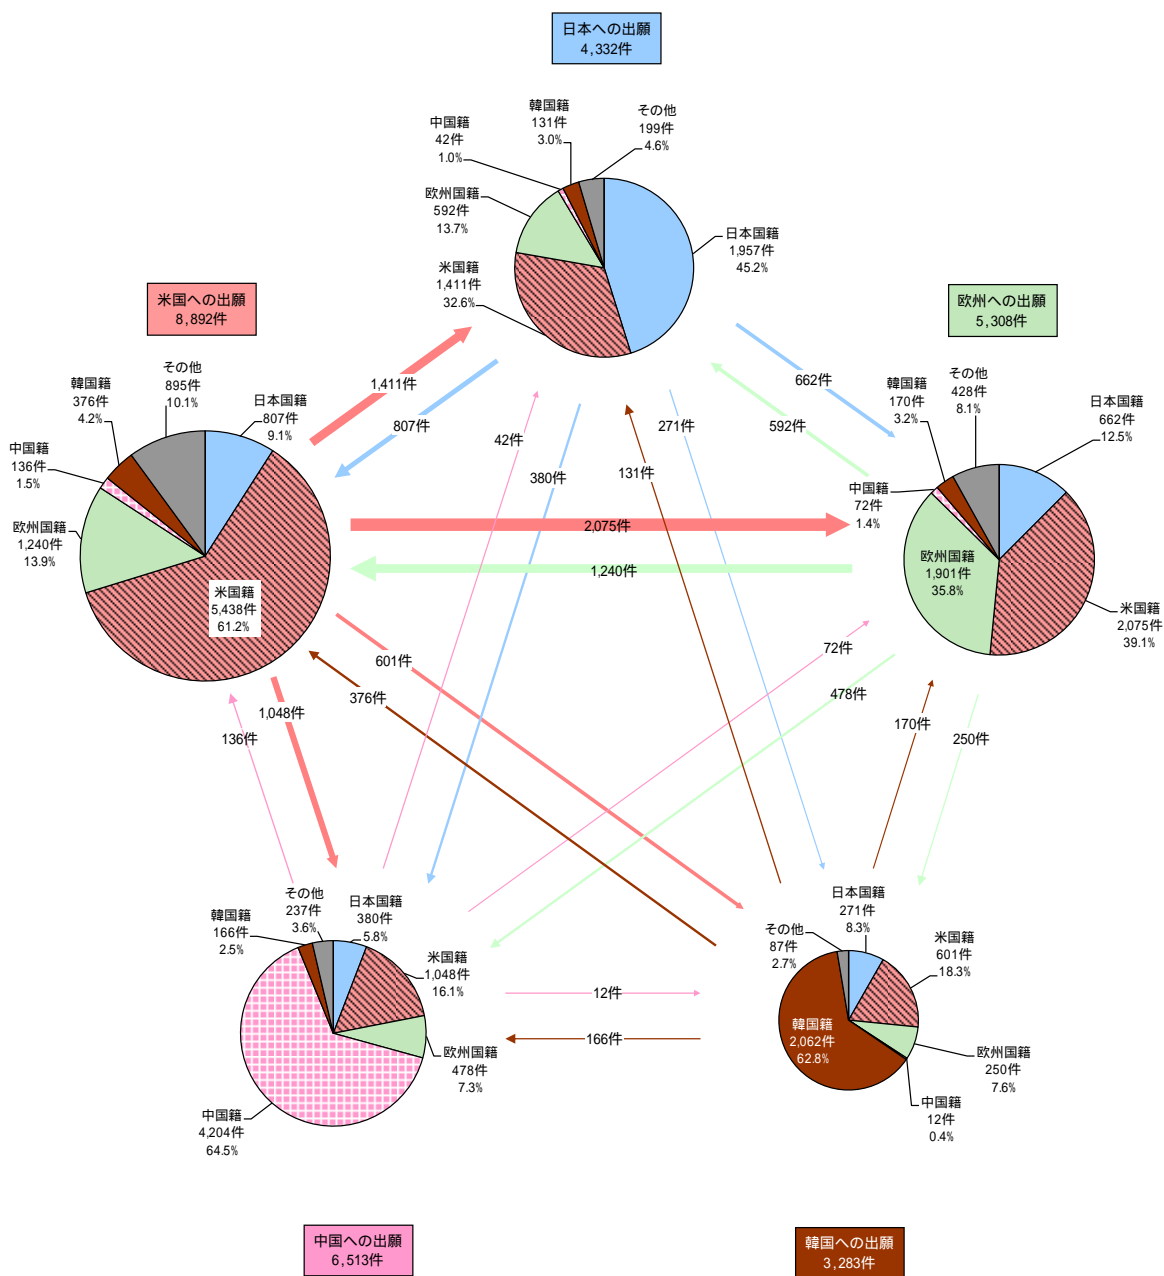 日本への出願
4,332件
中国籍
42件
1.0%
韓国籍
131件
3.0%
その他
199件
4.6%
欧州国籍
592件
13.7%
米国籍
1,411件
32.6%
日本国籍
1,957件
45.2%
米国への出願
8,892件
欧州への出願
5,308件
韓国籍
376件
4.2%
その他
895件
10.1%
日本国籍
807件
9.1%
中国籍
136件
1.5%
欧州国籍
1,240件
13.9%
米国籍
5,438件
61.2%
韓国籍
170件
3.2%
その他
428件
8.1%
日本国籍
662件
12.5%
中国籍
72件
1.4%
欧州国籍
1,901件
35.8%
米国籍
2,075件
39.1%
1,411件
807件
662件
592件
42件
380件
131件
271件
2,075件
1,240件
601件
376件
72件
478件
1,048件
136件
170件
250件
12件
166件
韓国籍
166件
2.5%
その他
237件
3.6%
日本国籍
380件
5.8%
米国籍
1,048件
16.1%
欧州国籍
478件
7.3%
中国籍
4,204件
64.5%
その他
87件
2.7%
日本国籍
271件
8.3%
米国籍
601件
18.3%
韓国籍
2,062件
62.8%
欧州国籍
250件
7.6%
中国籍
12件
0.4%
中国への出願
6,513件
韓国への出願
3,283件